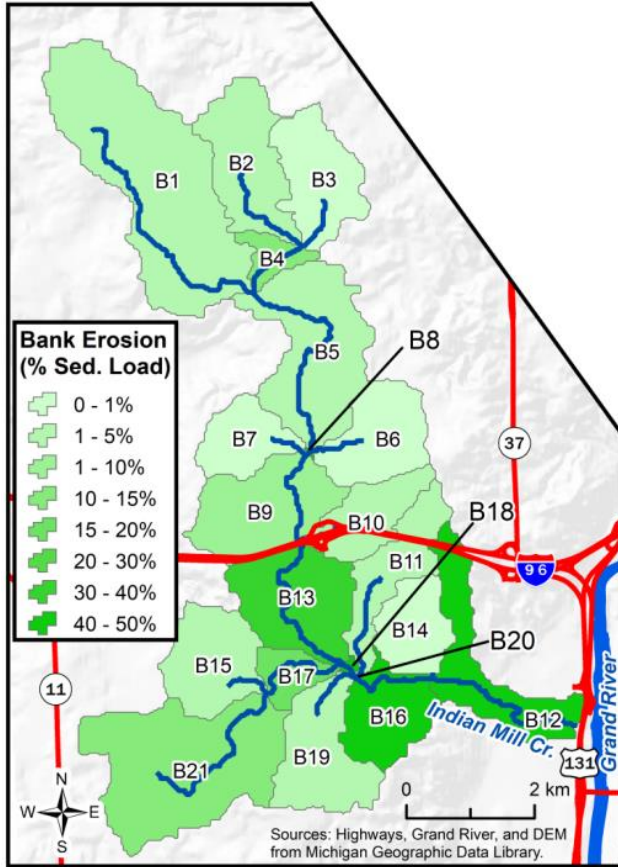 B1
B2
B3
B4
B5
B8
Bank Erosion
(% Sed. Load)
0 - 1%
1 - 5%
1 - 10%
10 - 15%
15 - 20%
20 - 30%
30 - 40%
40 - 50%
B7
B6
37
B9
B10
B18
B11
96
B13
B14
B20
B15
B17
11
B16
Indian Mill Cr.
B12
Grand River
B21
B19
131
N
W E
S
0 2 km
Sources: Highways, Grand River, and DEM
from Michigan Geographic Data Library.